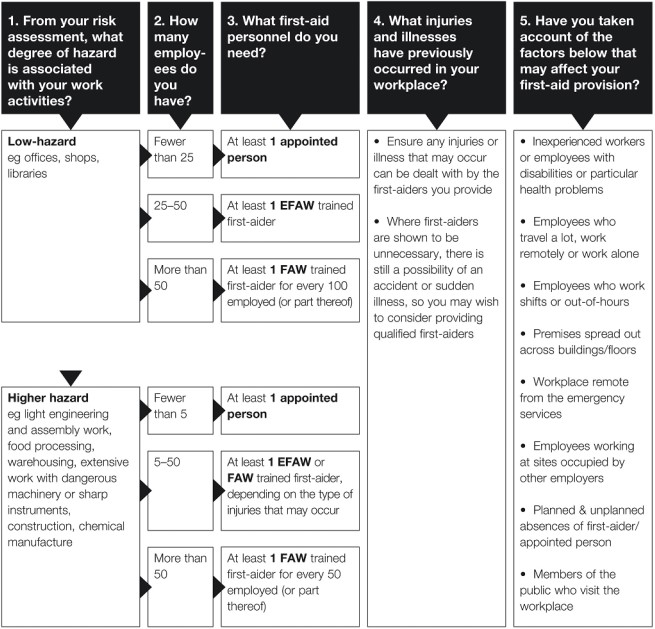 1. From your risk
assessment, what
degree of hazard
is associated
with your work
activities?
2. How
many
employ-
ees do
you
have?
3. What first-aid
personnel do you
need?
4. What injuries
and illnesses
have previously
occurred in your
workplace?
5. Have you taken
account of the
factors below that
may affect your
first-aid provision?
Low-hazard
eg offices, shops,
libraries
Fewer
than 25
At least 1 appointed
person
25–50
At least 1 EFAW trained
first-aider
More than
50
At least 1 FAW trained
first-aider for every 100
employed (or part thereof)
Higher hazard
eg light engineering
and assembly work,
food processing,
warehousing, extensive
work with dangerous
machinery or sharp
instruments,
construction, chemical
manufacture
Fewer
than 5
At least 1 appointed
person
5–50
At least 1 EFAW or
FAW trained first-aider,
depending on the type of
injuries that may occur
More than
50
At least 1 FAW trained
first-aider for every 50
employed (or part
thereof)
• Ensure any injuries or
illness that may occur
can be dealt with by the
first-aiders you provide
• Where first-aiders
are shown to be
unnecessary, there is
still a possibility of an
accident or sudden
illness, so you may wish
to consider providing
qualified first-aiders
• Inexperienced workers
or employees with
disabilities or particular
health problems
• Employees who
travel a lot, work
remotely or work alone
• Employees who work
shifts or out-of-hours
• Premises spread out
across buildings/floors
• Workplace remote
from the emergency
services
• Employees working
at sites occupied by
other employers
• Planned & unplanned
absences of first-aider/
appointed person
• Members of the
public who visit the
workplace